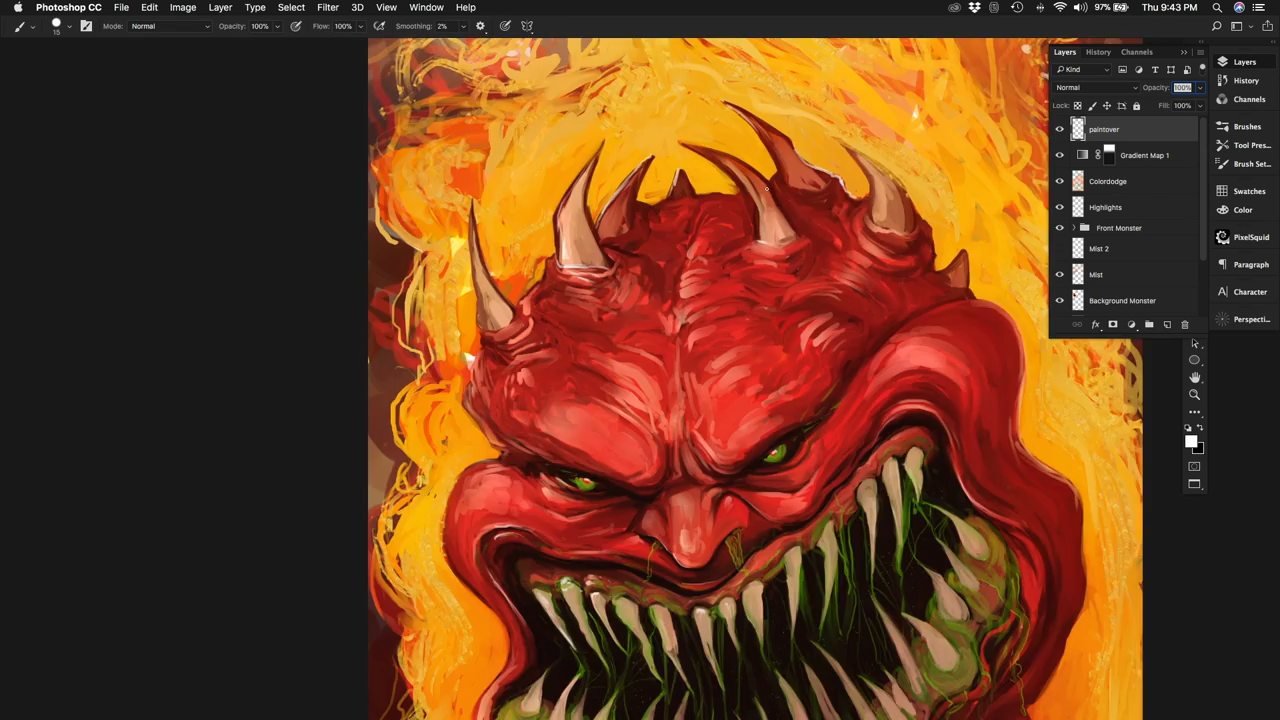 Photoshop CC File Edit Image Layer Type Select Filter 3D View Window Help 97% Thu 9:43 PM
15 Mode: Normal Opacity: 100% Flow: 100% Smoothing: 2%
Layers History Channels
Kind
Normal Opacity: 100%
Lock: Fill: 100%
paintover
Gradient Map 1
Colordodge
Highlights
Front Monster
Mist 2
Mist
Background Monster
fx
Layers
History
Channels
Brushes
Tool Pres...
Brush Set...
Swatches
Color
PixelSquid
Paragraph
Character
Perspecti...